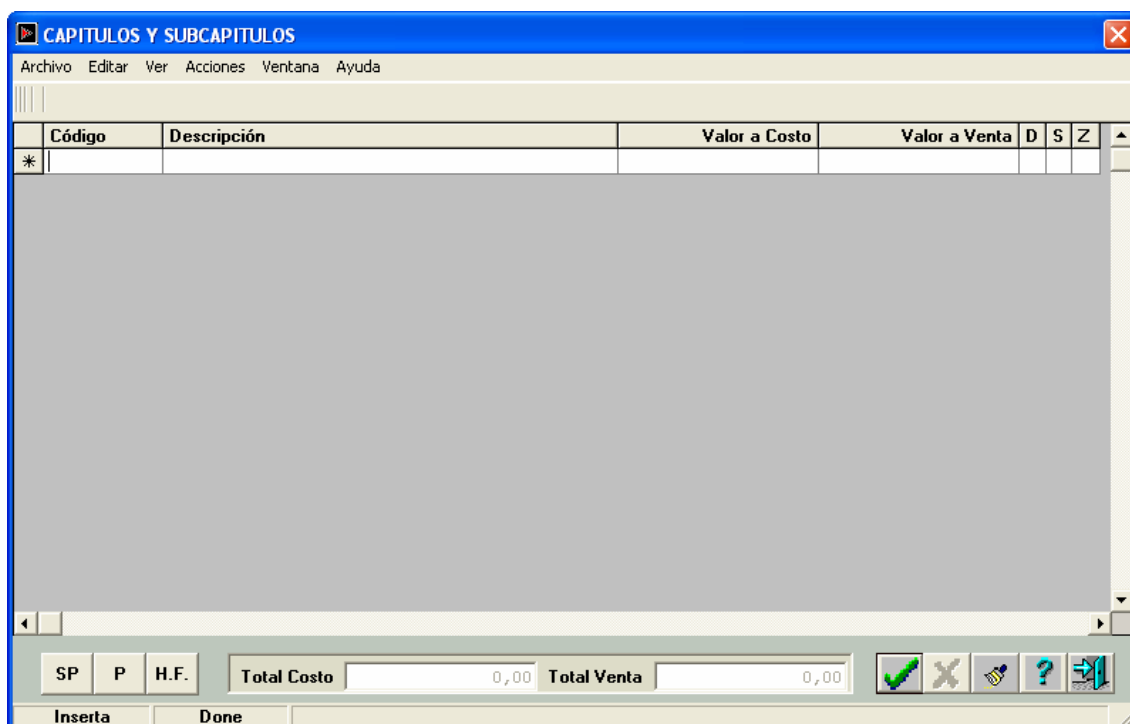 CAPITULOS Y SUBCAPITULOS
Archivo Editar Ver Acciones Ventana Ayuda
Código Descripción Valor a Costo Valor a Venta D S Z
SP P H.F. Total Costo 0,00 Total Venta 0,00
Inserta Done